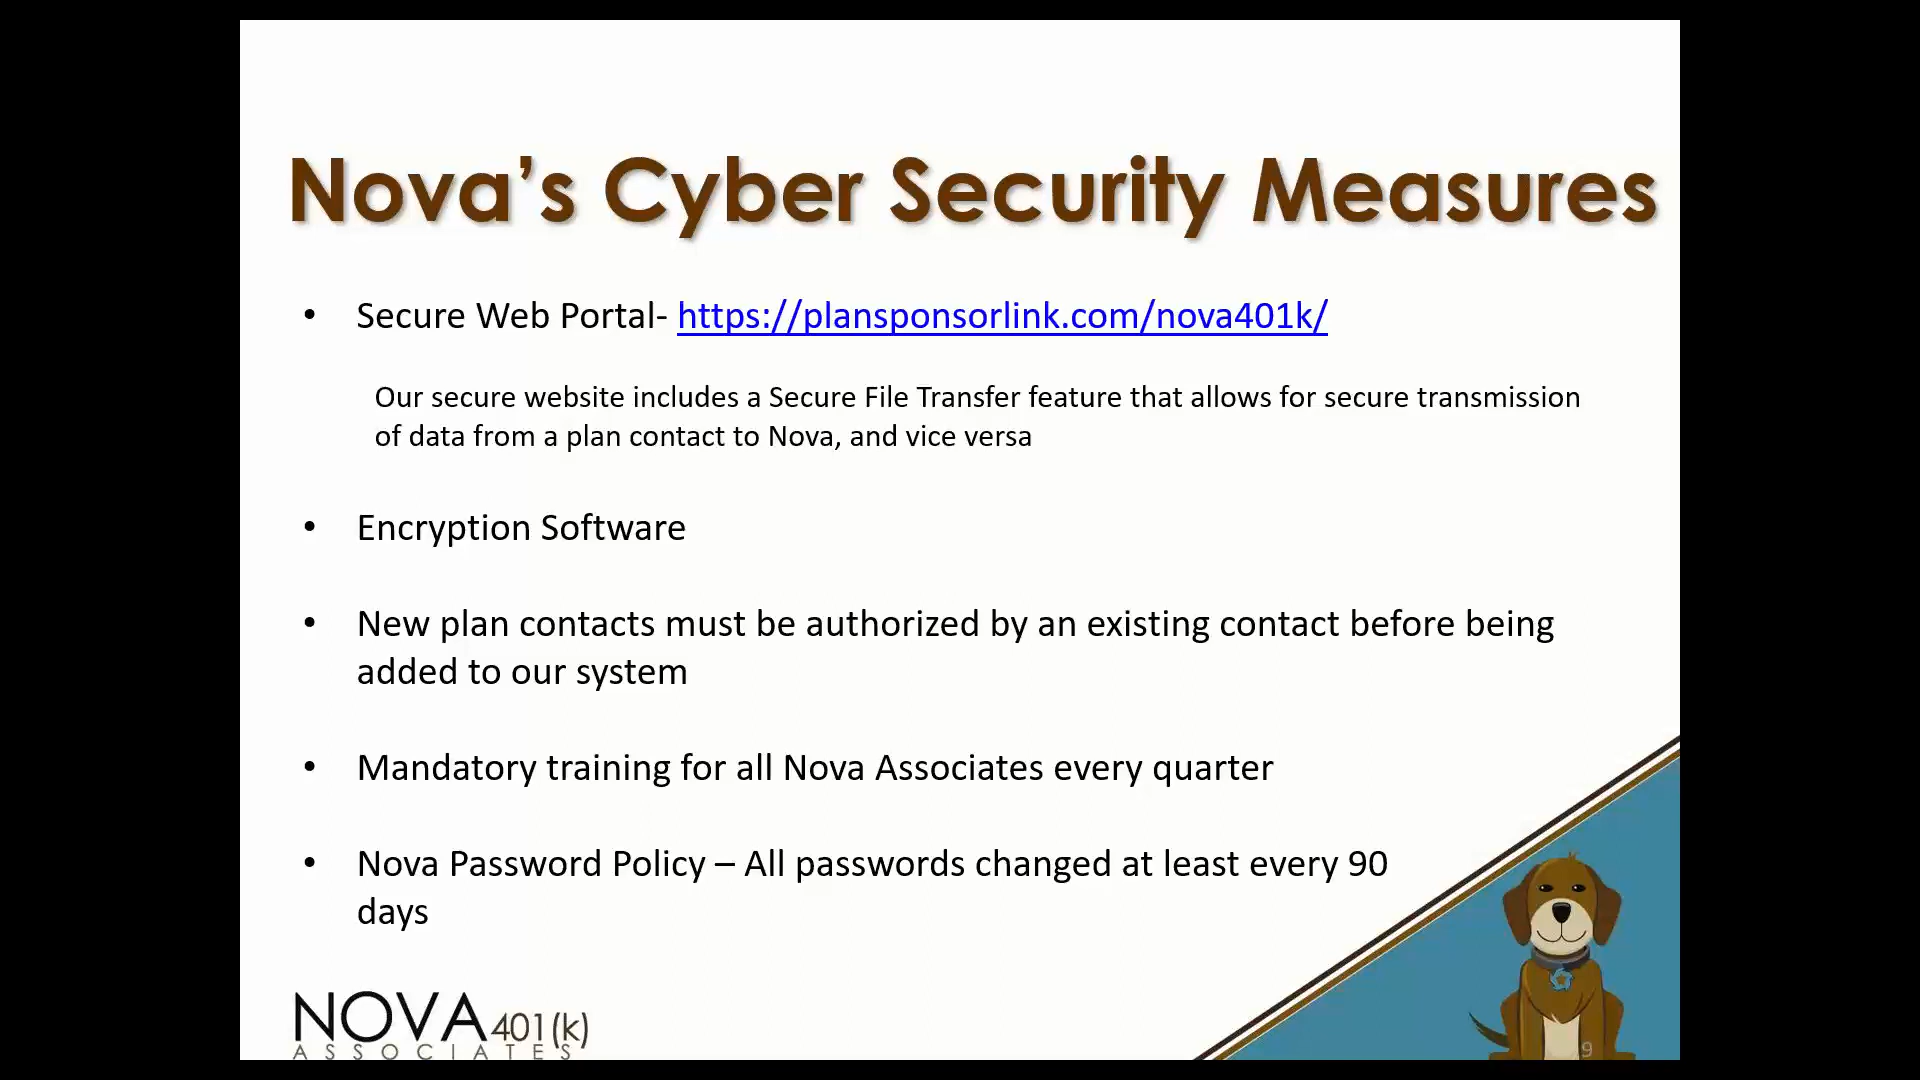 Nova’s Cyber Security Measures
• Secure Web Portal- https://plansponsorlink.com/nova401k/
Our secure website includes a Secure File Transfer feature that allows for secure transmission
of data from a plan contact to Nova, and vice versa
• Encryption Software
• New plan contacts must be authorized by an existing contact before being
added to our system
• Mandatory training for all Nova Associates every quarter
• Nova Password Policy – All passwords changed at least every 90
days
NOVA 401(k)
ASSOCIATES
9